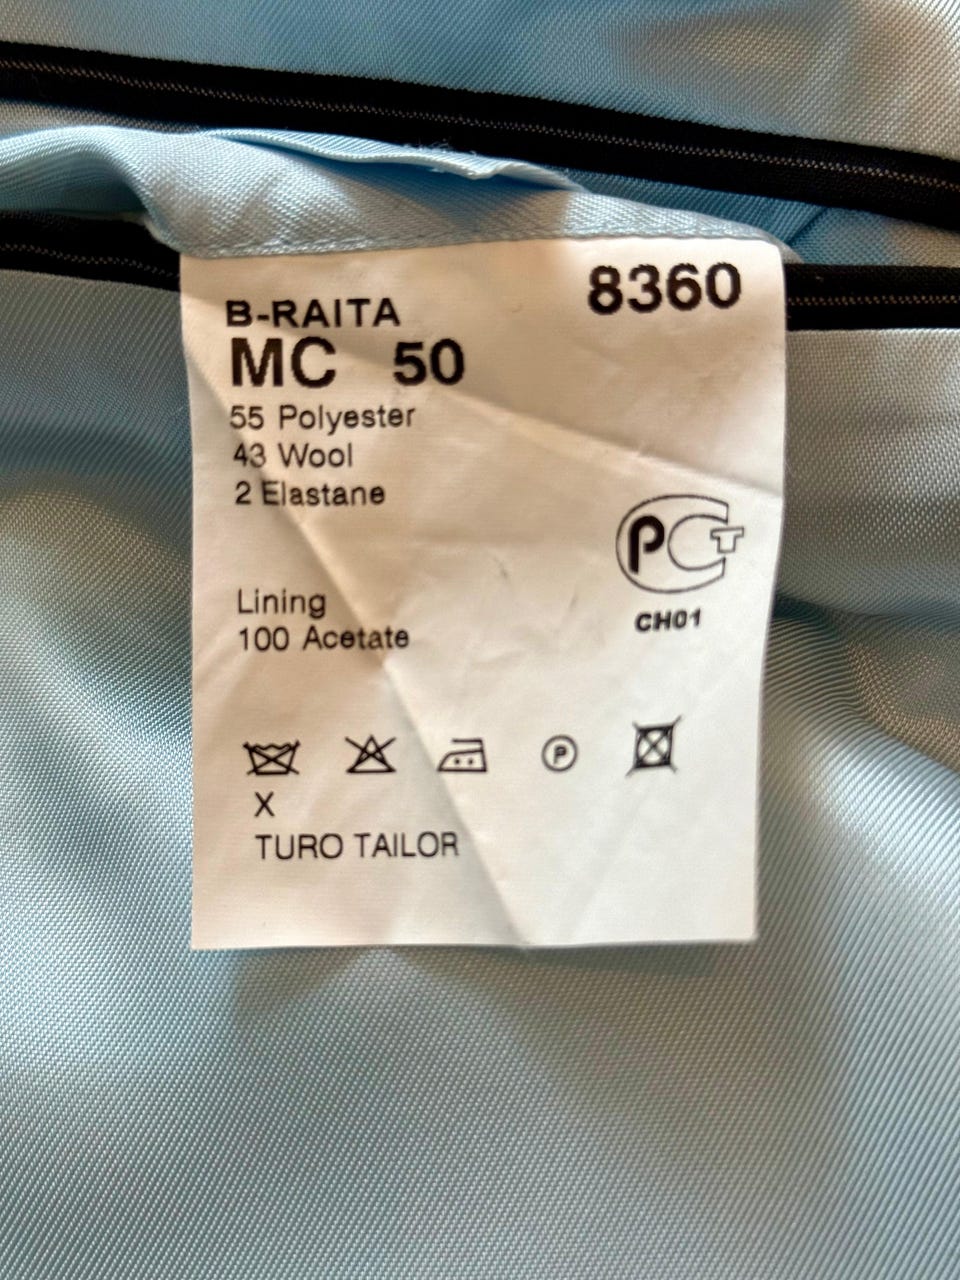 8360
B-RAITA
MC 50
55 Polyester
43 Wool
2 Elastane
PCT
CH01
Lining
100 Acetate
P
X
TURO TAILOR